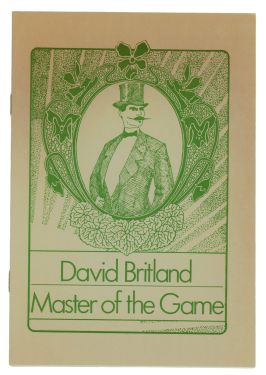 David Britland
Master of the Game